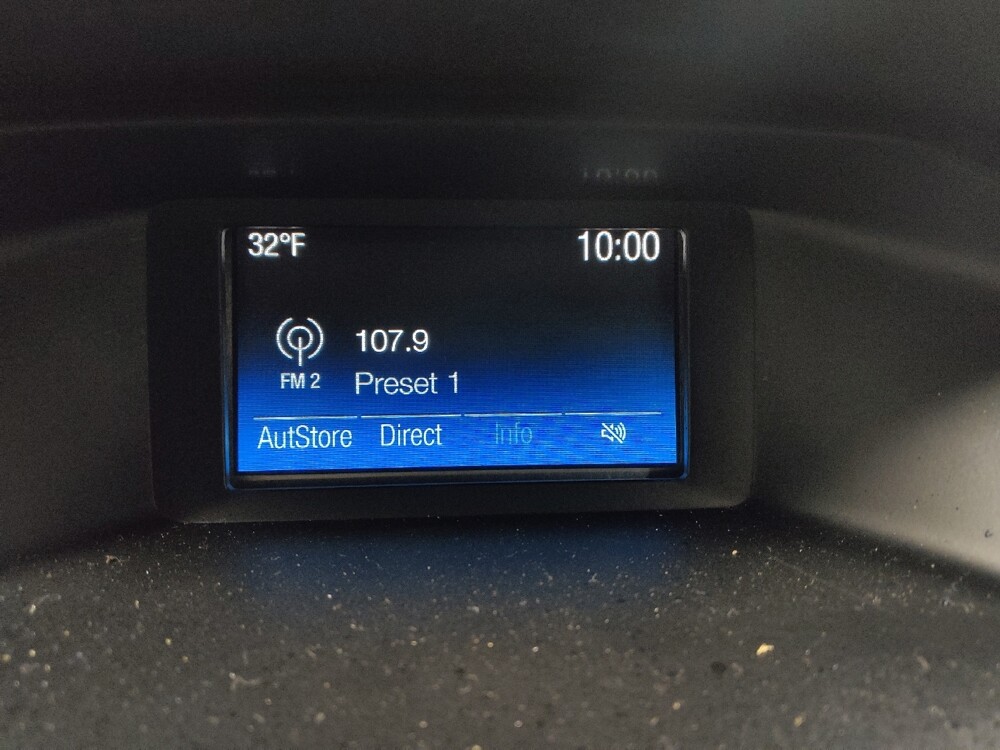 32°F 10:00
107.9
FM 2 Preset 1
AutStore Direct Info